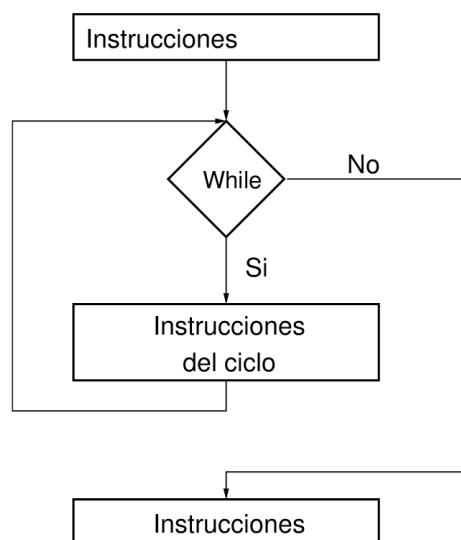 Instrucciones
While
No
Si
Instrucciones
del ciclo
Instrucciones